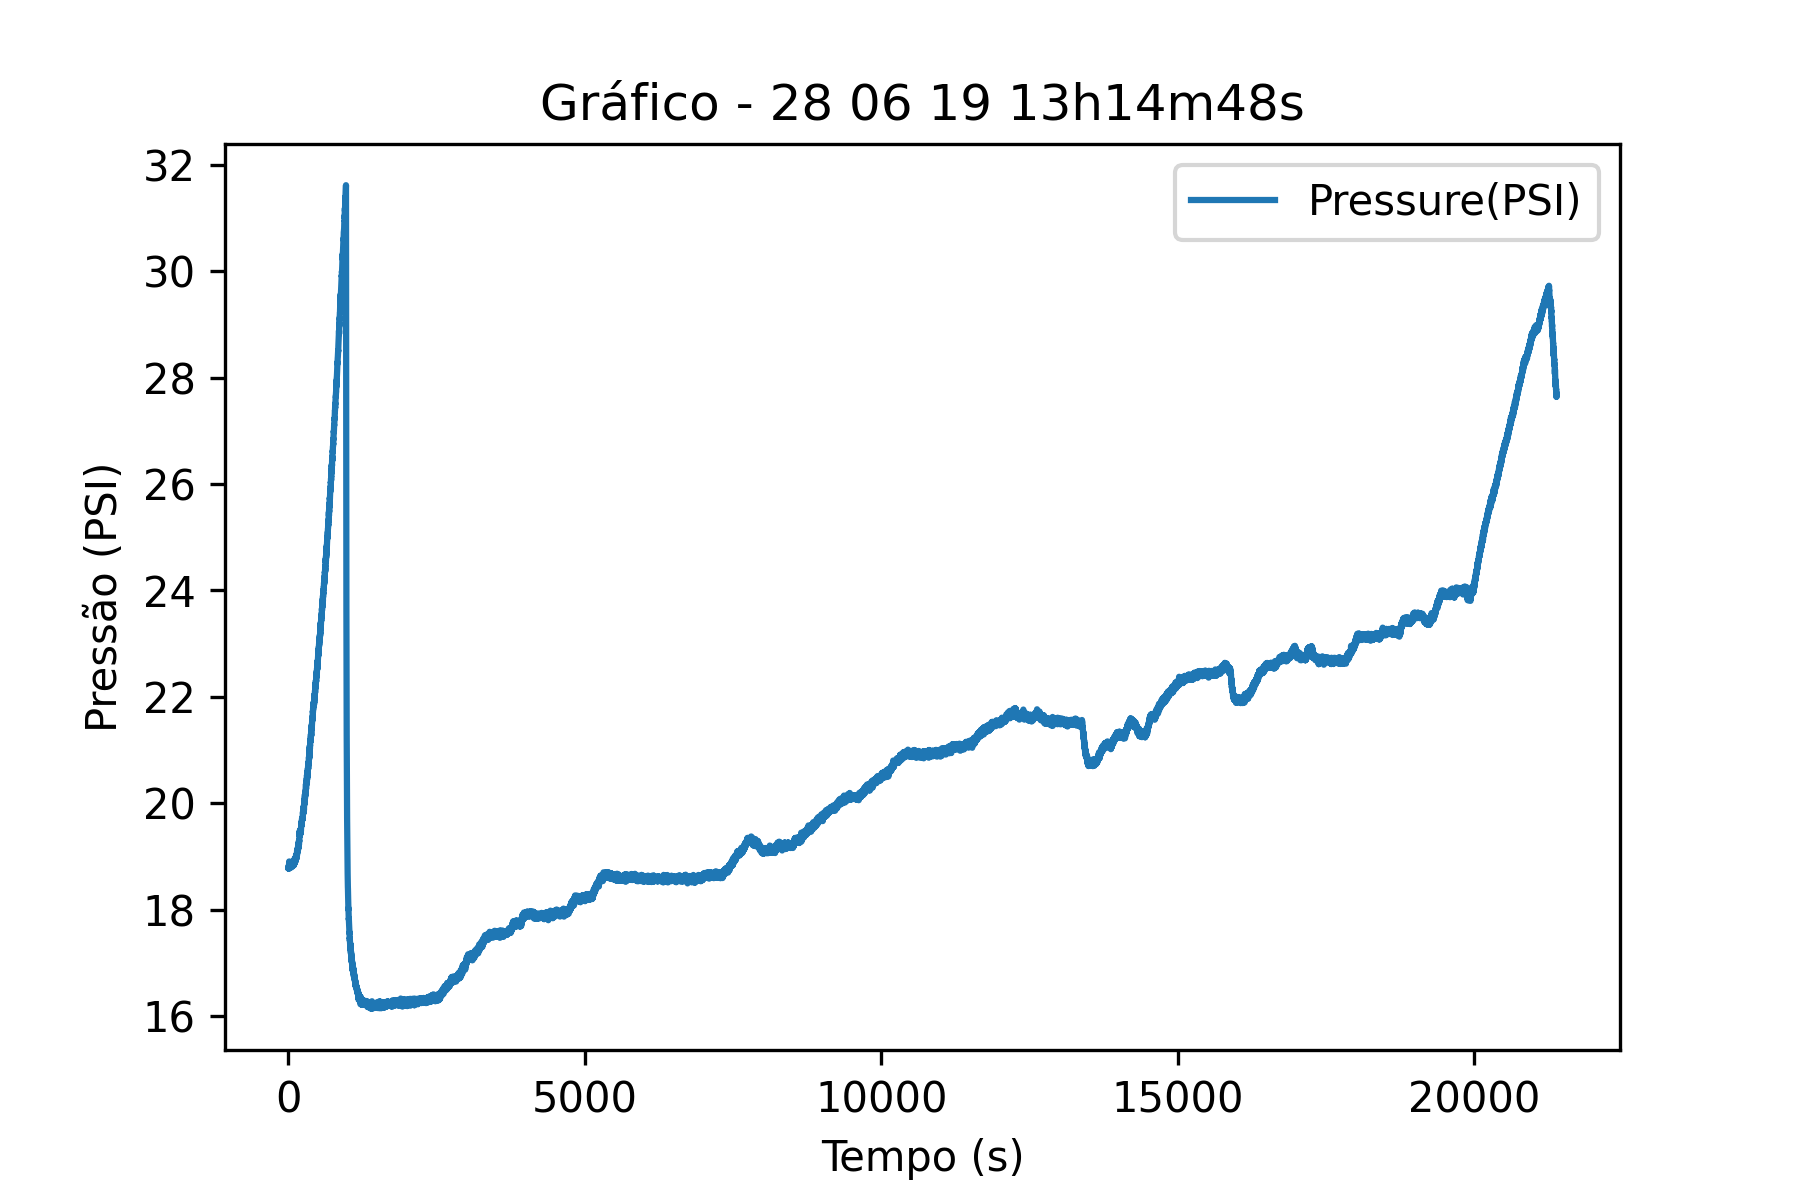 Gráfico - 28 06 19 13h14m48s
Pressure(PSI)
Pressão (PSI)
32
30
28
26
24
22
20
18
16
0 5000 10000 15000 20000
Tempo (s)